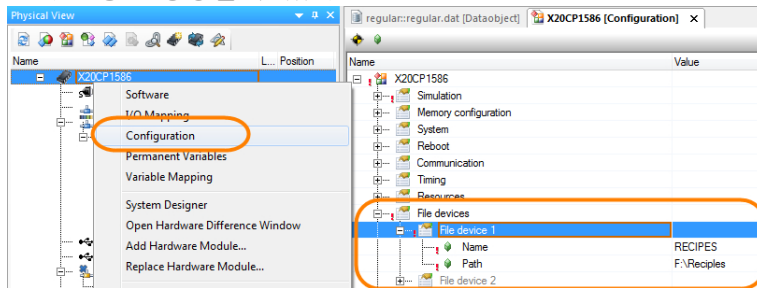 Physical View
regular::regular.dat [Dataobject]
X20CP1586 [Configuration]
Name
L...
Position
Name
Value
X20CP1586
X20CP1586
Software
Simulation
I/O Mapping
Memory configuration
Configuration
System
Reboot
Permanent Variables
Communication
Variable Mapping
Timing
Resources
System Designer
File devices
Open Hardware Difference Window
File device 1
Add Hardware Module...
Name
RECIPES
Replace Hardware Module...
Path
F:\Reciples
File device 2